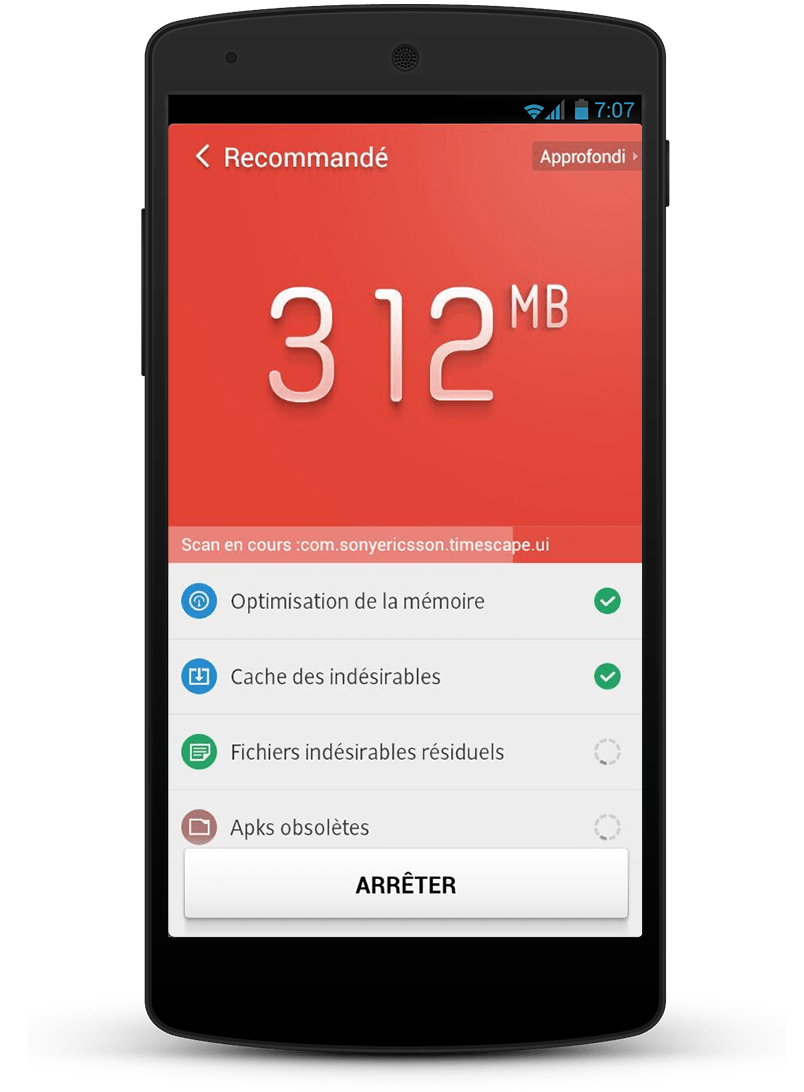 7:07
Recommandé
Approfondi
312 MB
Scan en cours :com.sonyericsson.timescape.ui
Optimisation de la mémoire
Cache des indésirables
Fichiers indésirables résiduels
Apks obsolètes
ARRÊTER